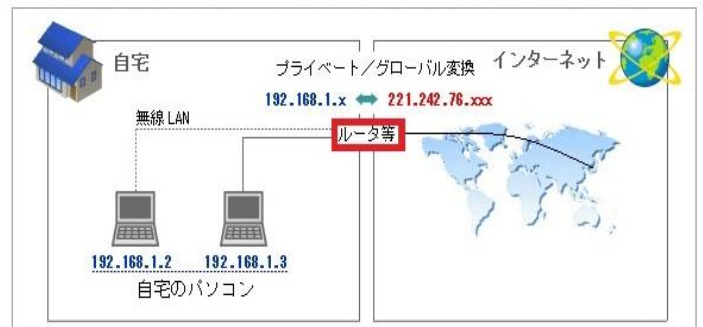 自宅
インターネット
プライベート／グローバル変換
192.168.1.x 221.242.76.xxx
無線LAN
ルータ等
192.168.1.2 192.168.1.3
自宅のパソコン